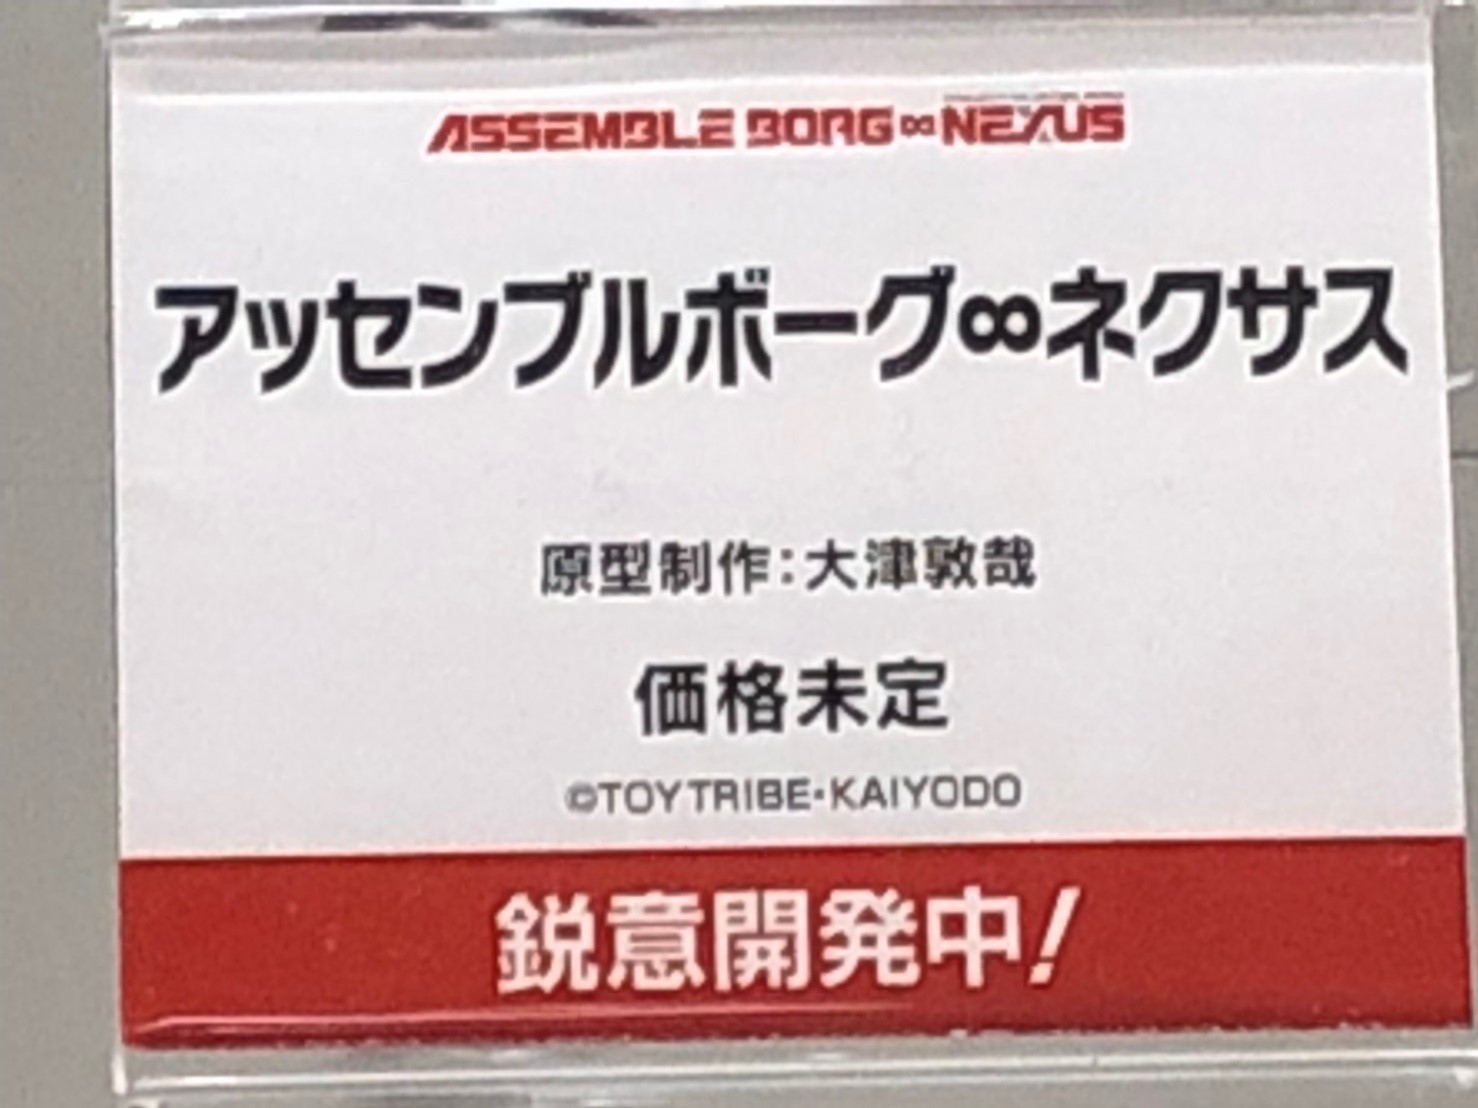 ASSEMBLE BORG∞NEXUS
アッセンブルボーグ∞ネクサス
原型制作:大津敦哉
価格未定
©TOYTRIBE・KAIYODO
鋭意開発中!